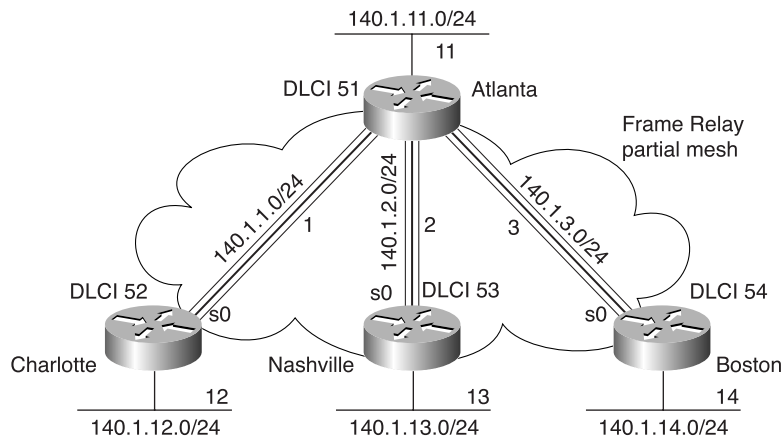 140.1.11.0/24
11
DLCI 51
Atlanta
Frame Relay
partial mesh
140.1.1.0/24
1
140.1.2.0/24
2
140.1.3.0/24
3
DLCI 52
s0
s0
DLCI 53
s0
DLCI 54
Charlotte
Nashville
Boston
12
13
14
140.1.12.0/24
140.1.13.0/24
140.1.14.0/24